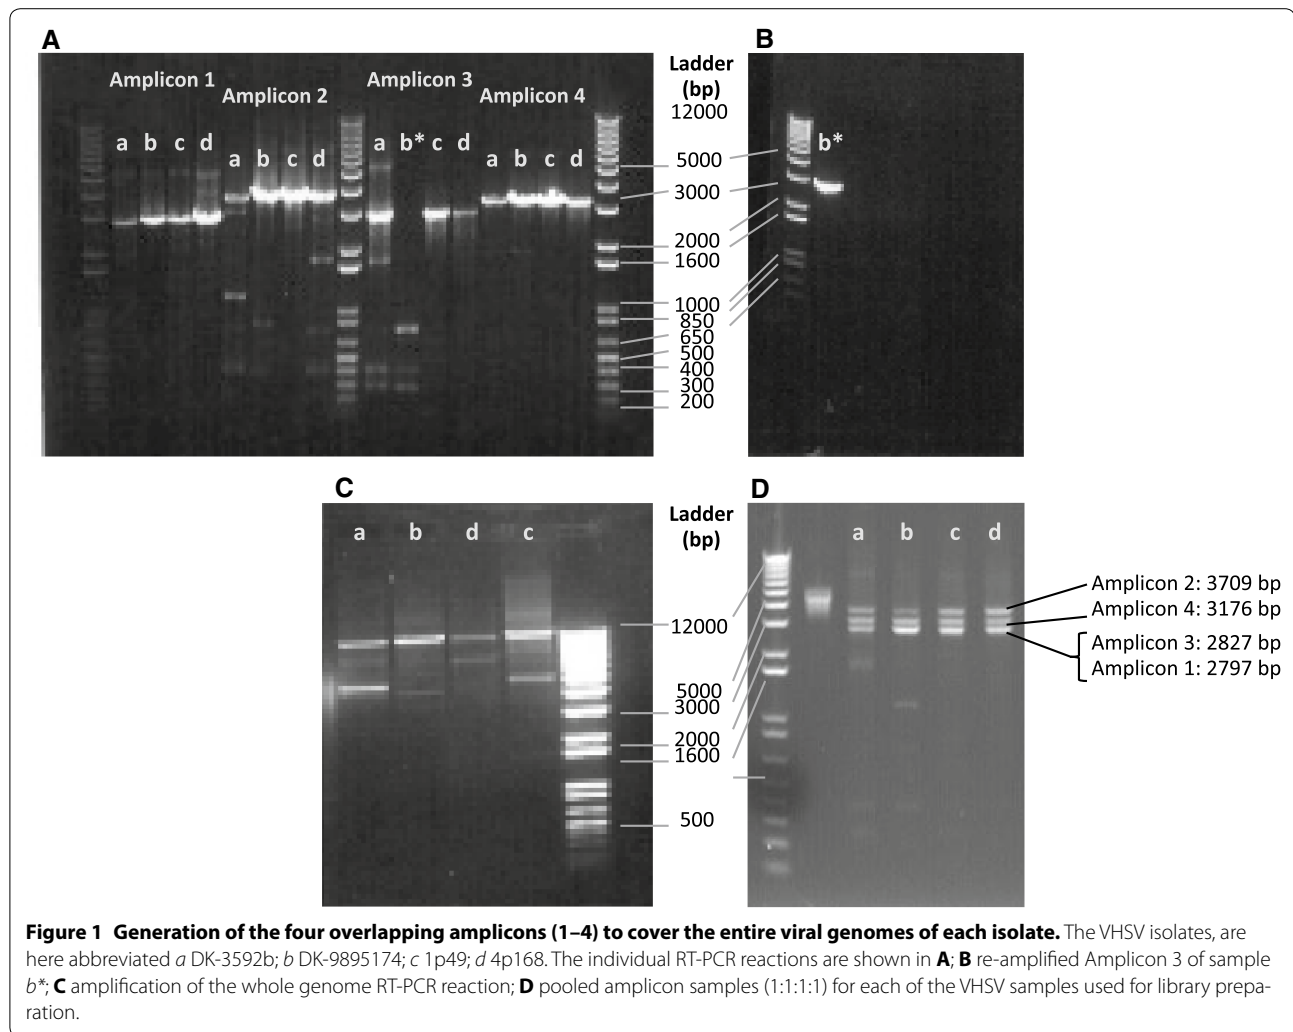 A
B
Amplicon 1
Amplicon 2
Amplicon 3
Amplicon 4
a b c d
a b c d
a b* c d
a b c d
Ladder
(bp)
12000
5000
3000
2000
1600
1000
850
650
500
400
300
200
b*
C
D
a b d c
Ladder
(bp)
12000
5000
3000
2000
1600
500
a b c d
Amplicon 2: 3709 bp
Amplicon 4: 3176 bp
Amplicon 3: 2827 bp
Amplicon 1: 2797 bp
Figure 1 Generation of the four overlapping amplicons (1–4) to cover the entire viral genomes of each isolate. The VHSV isolates, are
here abbreviated a DK-3592b; b DK-9895174; c 1p49; d 4p168. The individual RT-PCR reactions are shown in A; B re-amplified Amplicon 3 of sample
b*; C amplification of the whole genome RT-PCR reaction; D pooled amplicon samples (1:1:1:1) for each of the VHSV samples used for library prepa-
ration.